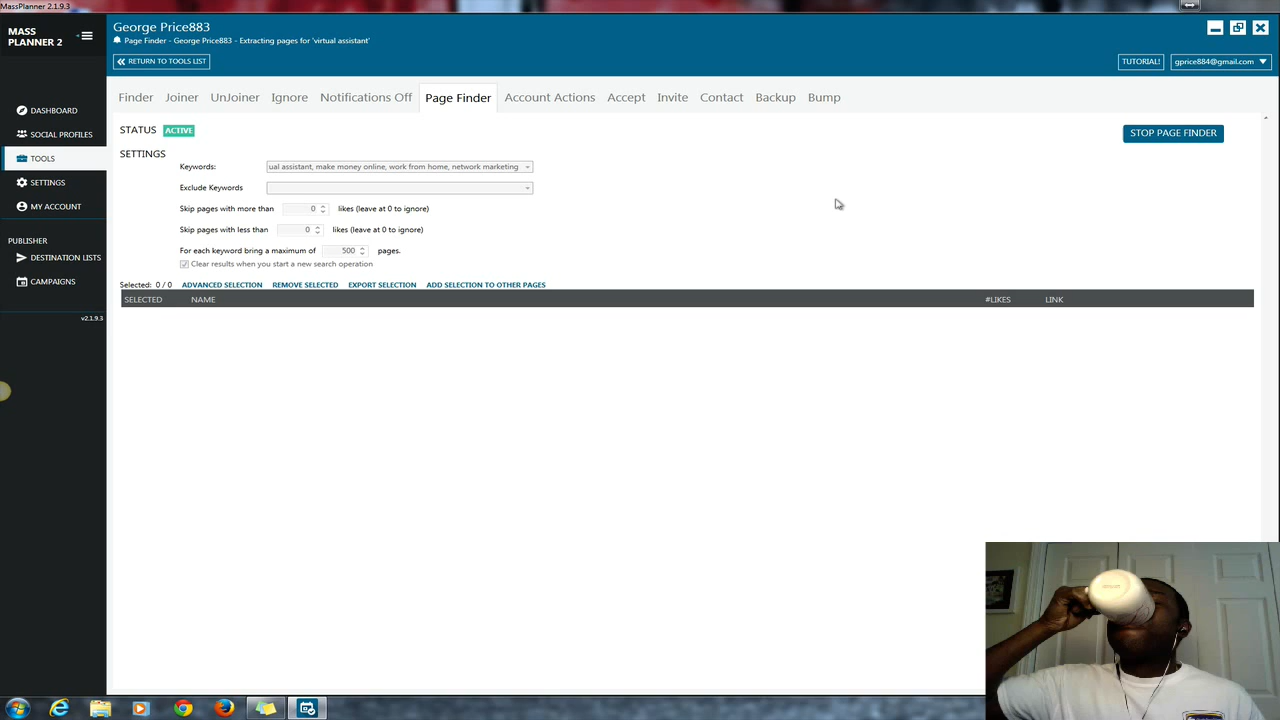 MassPlanner 2.1.9.3
MASS PLANNER 2
George Price883
Page Finder - George Price883 - Extracting pages for 'virtual assistant'
RETURN TO TOOLS LIST
TUTORIAL!
gprice884@gmail.com
Finder Joiner UnJoiner Ignore Notifications Off Page Finder Account Actions Accept Invite Contact Backup Bump
DASHBOARD
SOCIAL PROFILES
TOOLS
SETTINGS
MY ACCOUNT
PUBLISHER
DESTINATION LISTS
CAMPAIGNS
v2.1.9.3
STATUS ACTIVE
STOP PAGE FINDER
SETTINGS
Keywords: ual assistant, make money online, work from home, network marketing
Exclude Keywords
Skip pages with more than 0 likes (leave at 0 to ignore)
Skip pages with less than 0 likes (leave at 0 to ignore)
For each keyword bring a maximum of 500 pages.
Clear results when you start a new search operation
Selected: 0 / 0 ADVANCED SELECTION REMOVE SELECTED EXPORT SELECTION ADD SELECTION TO OTHER PAGES
SELECTED NAME #LIKES LINK